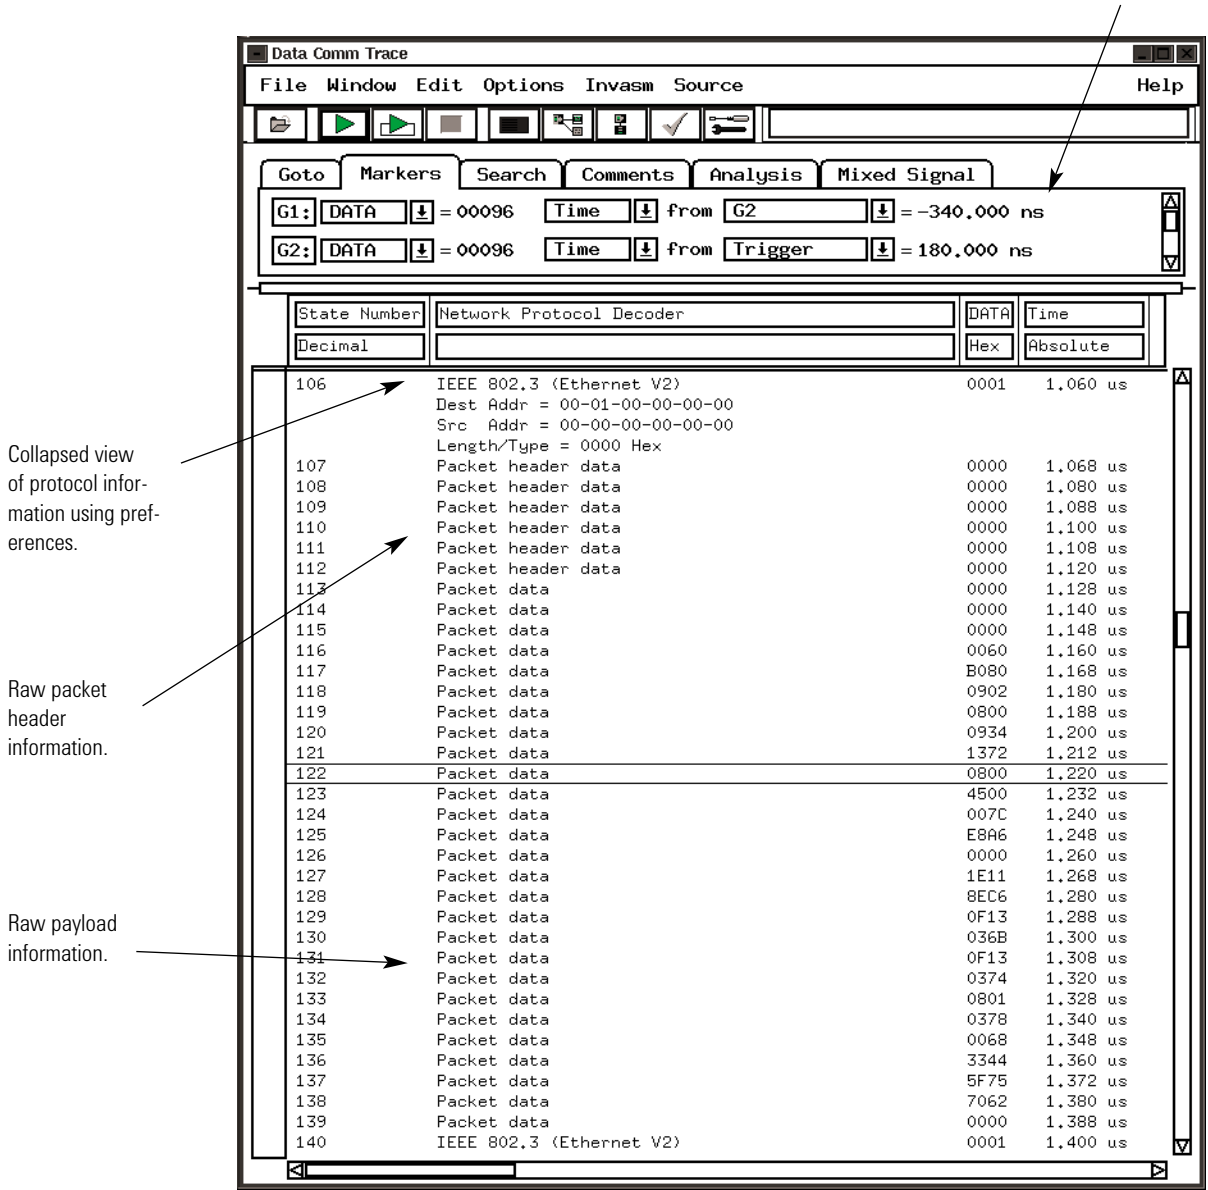 Data Comm Trace
File Window Edit Options Invasm Source Help
Goto Markers Search Comments Analysis Mixed Signal
G1: DATA = 00096 Time from G2 = -340.000 ns
G2: DATA = 00096 Time from Trigger = 180.000 ns
State Number Network Protocol Decoder DATA Time
Decimal Hex Absolute
106 IEEE 802.3 (Ethernet V2) 0001 1.060 us
Dest Addr = 00-01-00-00-00-00
Src Addr = 00-00-00-00-00-00
Length/Type = 0000 Hex
107 Packet header data 0000 1.068 us
108 Packet header data 0000 1.080 us
109 Packet header data 0000 1.088 us
110 Packet header data 0000 1.100 us
111 Packet header data 0000 1.108 us
112 Packet header data 0000 1.120 us
113 Packet data 0000 1.128 us
114 Packet data 0000 1.140 us
115 Packet data 0000 1.148 us
116 Packet data 0060 1.160 us
117 Packet data B080 1.168 us
118 Packet data 0902 1.180 us
119 Packet data 0800 1.188 us
120 Packet data 0934 1.200 us
121 Packet data 1372 1.212 us
122 Packet data 0800 1.220 us
123 Packet data 4500 1.232 us
124 Packet data 007C 1.240 us
125 Packet data E8A6 1.248 us
126 Packet data 0000 1.260 us
127 Packet data 1E11 1.268 us
128 Packet data 8EC6 1.280 us
129 Packet data 0F13 1.288 us
130 Packet data 036B 1.300 us
131 Packet data 0F13 1.308 us
132 Packet data 0374 1.320 us
133 Packet data 0801 1.328 us
134 Packet data 0378 1.340 us
135 Packet data 0068 1.348 us
136 Packet data 3344 1.360 us
137 Packet data 5F75 1.372 us
138 Packet data 7062 1.380 us
139 Packet data 0000 1.388 us
140 IEEE 802.3 (Ethernet V2) 0001 1.400 us
Collapsed view
of protocol infor-
mation using pref-
erences.
Raw packet
header
information.
Raw payload
information.